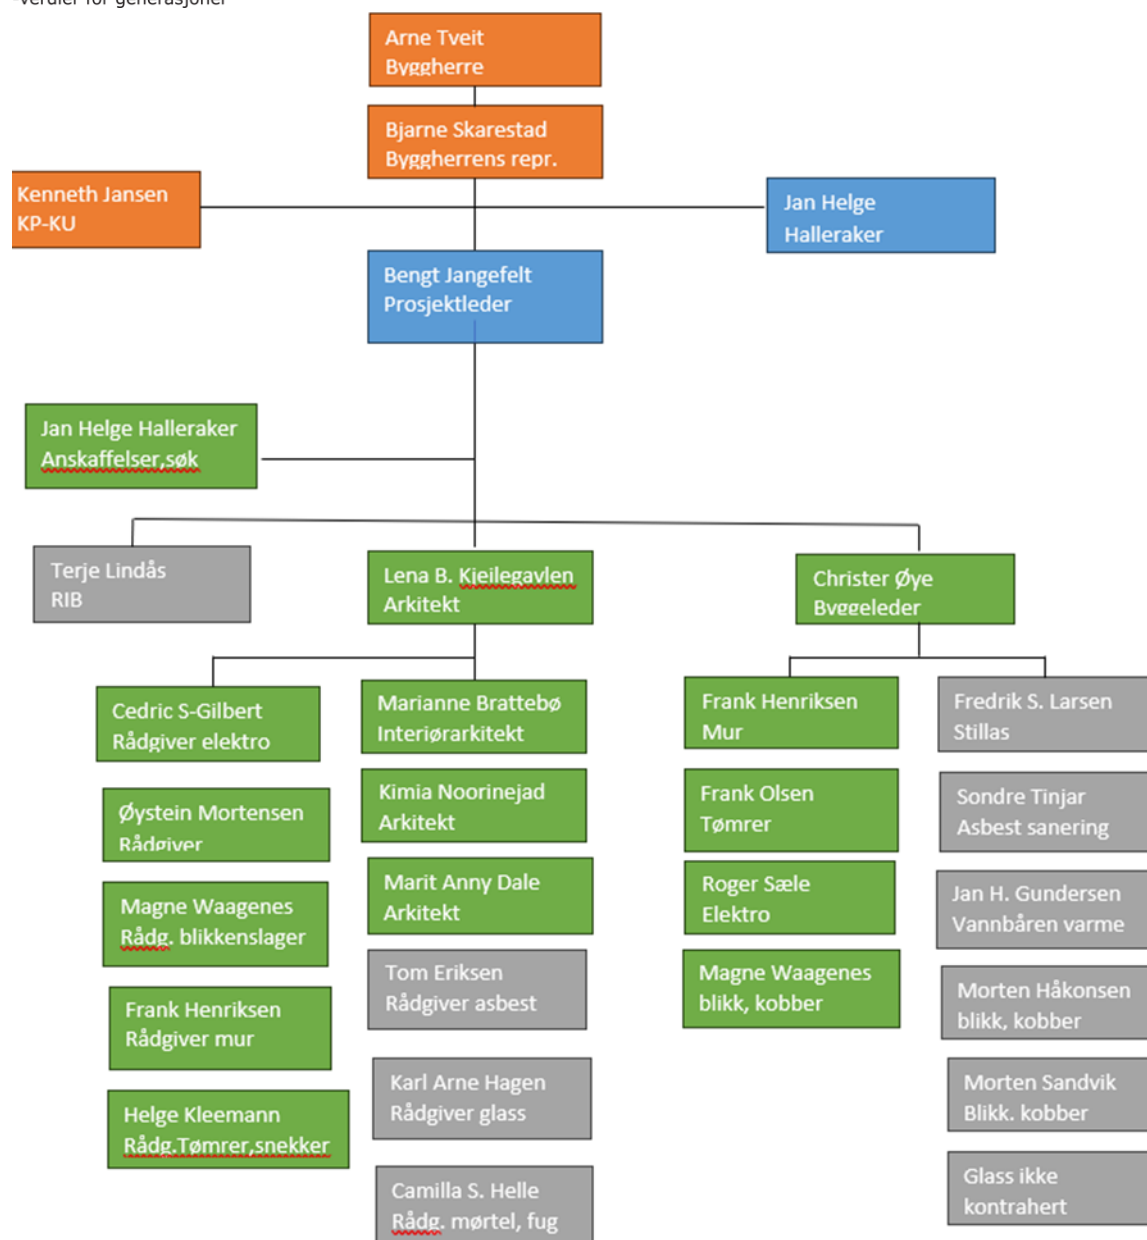 -verdier for generasjoner
Arne Tveit
Byggherre
Bjarne Skarestad
Byggherrens repr.
Kenneth Jansen
KP-KU
Jan Helge
Halleraker
Bengt Jangefelt
Prosjektleder
Jan Helge Halleraker
Anskaffelser,søk
Terje Lindås
RIB
Lena B. Kjeilegavlen
Arkitekt
Christer Øye
Byggeleder
Cedric S-Gilbert
Rådgiver elektro
Øystein Mortensen
Rådgiver
Magne Waagenes
Rådg. blikkenslager
Frank Henriksen
Rådgiver mur
Helge Kleemann
Rådg.Tømrer,snekker
Marianne Brattebø
Interiørarkitekt
Kimia Noorinejad
Arkitekt
Marit Anny Dale
Arkitekt
Tom Eriksen
Rådgiver asbest
Karl Arne Hagen
Rådgiver glass
Camilla S. Helle
Rådg. mørtel, fug
Frank Henriksen
Mur
Frank Olsen
Tømrer
Roger Sæle
Elektro
Magne Waagenes
blikk, kobber
Fredrik S. Larsen
Stillas
Sondre Tinjar
Asbest sanering
Jan H. Gundersen
Vannbåren varme
Morten Håkonsen
blikk, kobber
Morten Sandvik
Blikk. kobber
Glass ikke
kontrahert